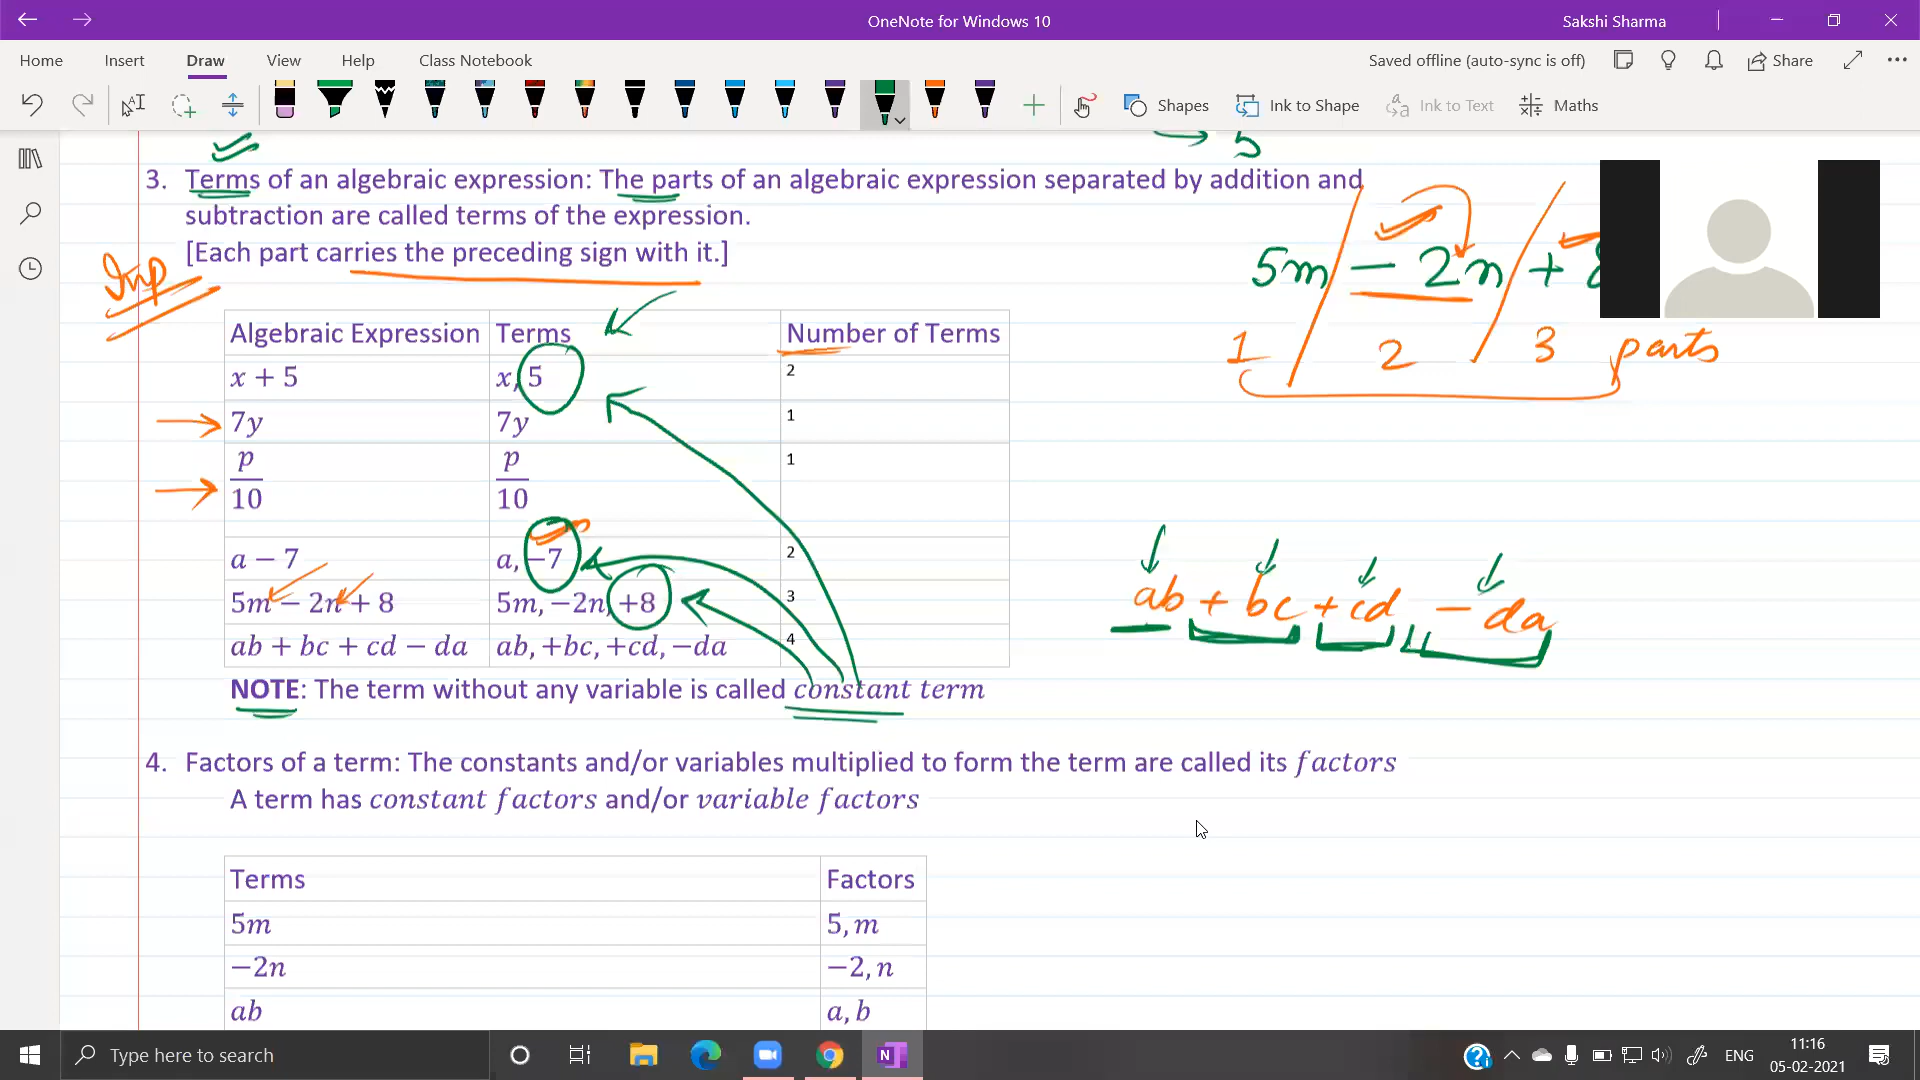 OneNote for Windows 10
Sakshi Sharma
Home Insert Draw View Help Class Notebook
Saved offline (auto-sync is off) Share
Shapes Ink to Shape Ink to Text Maths
5
3. Terms of an algebraic expression: The parts of an algebraic expression separated by addition and
subtraction are called terms of the expression.
[Each part carries the preceding sign with it.]
Imp
5m − 2n + 8
1 2 3 parts
Algebraic Expression Terms Number of Terms
x + 5 x, 5 2
7y 7y 1
p/10 p/10 1
a − 7 a, −7 2
5m − 2n + 8 5m, −2n, +8 3
ab + bc + cd − da ab, +bc, +cd, −da 4
ab + bc + cd − da
NOTE: The term without any variable is called constant term
4. Factors of a term: The constants and/or variables multiplied to form the term are called its factors
A term has constant factors and/or variable factors
Terms Factors
5m 5, m
−2n −2, n
ab a, b
Type here to search
ENG
11:16
05-02-2021